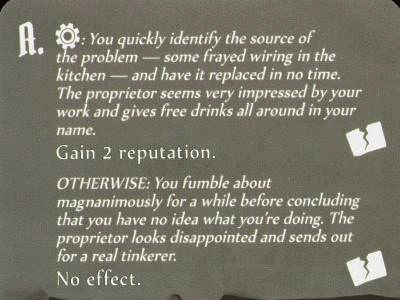 A. : You quickly identify the source of
the problem — some frayed wiring in the
kitchen — and have it replaced in no time.
The proprietor seems very impressed by your
work and gives free drinks all around in your
name.
Gain 2 reputation.
OTHERWISE: You fumble about
magnanimously for a while before concluding
that you have no idea what you're doing. The
proprietor looks disappointed and sends out
for a real tinkerer.
No effect.